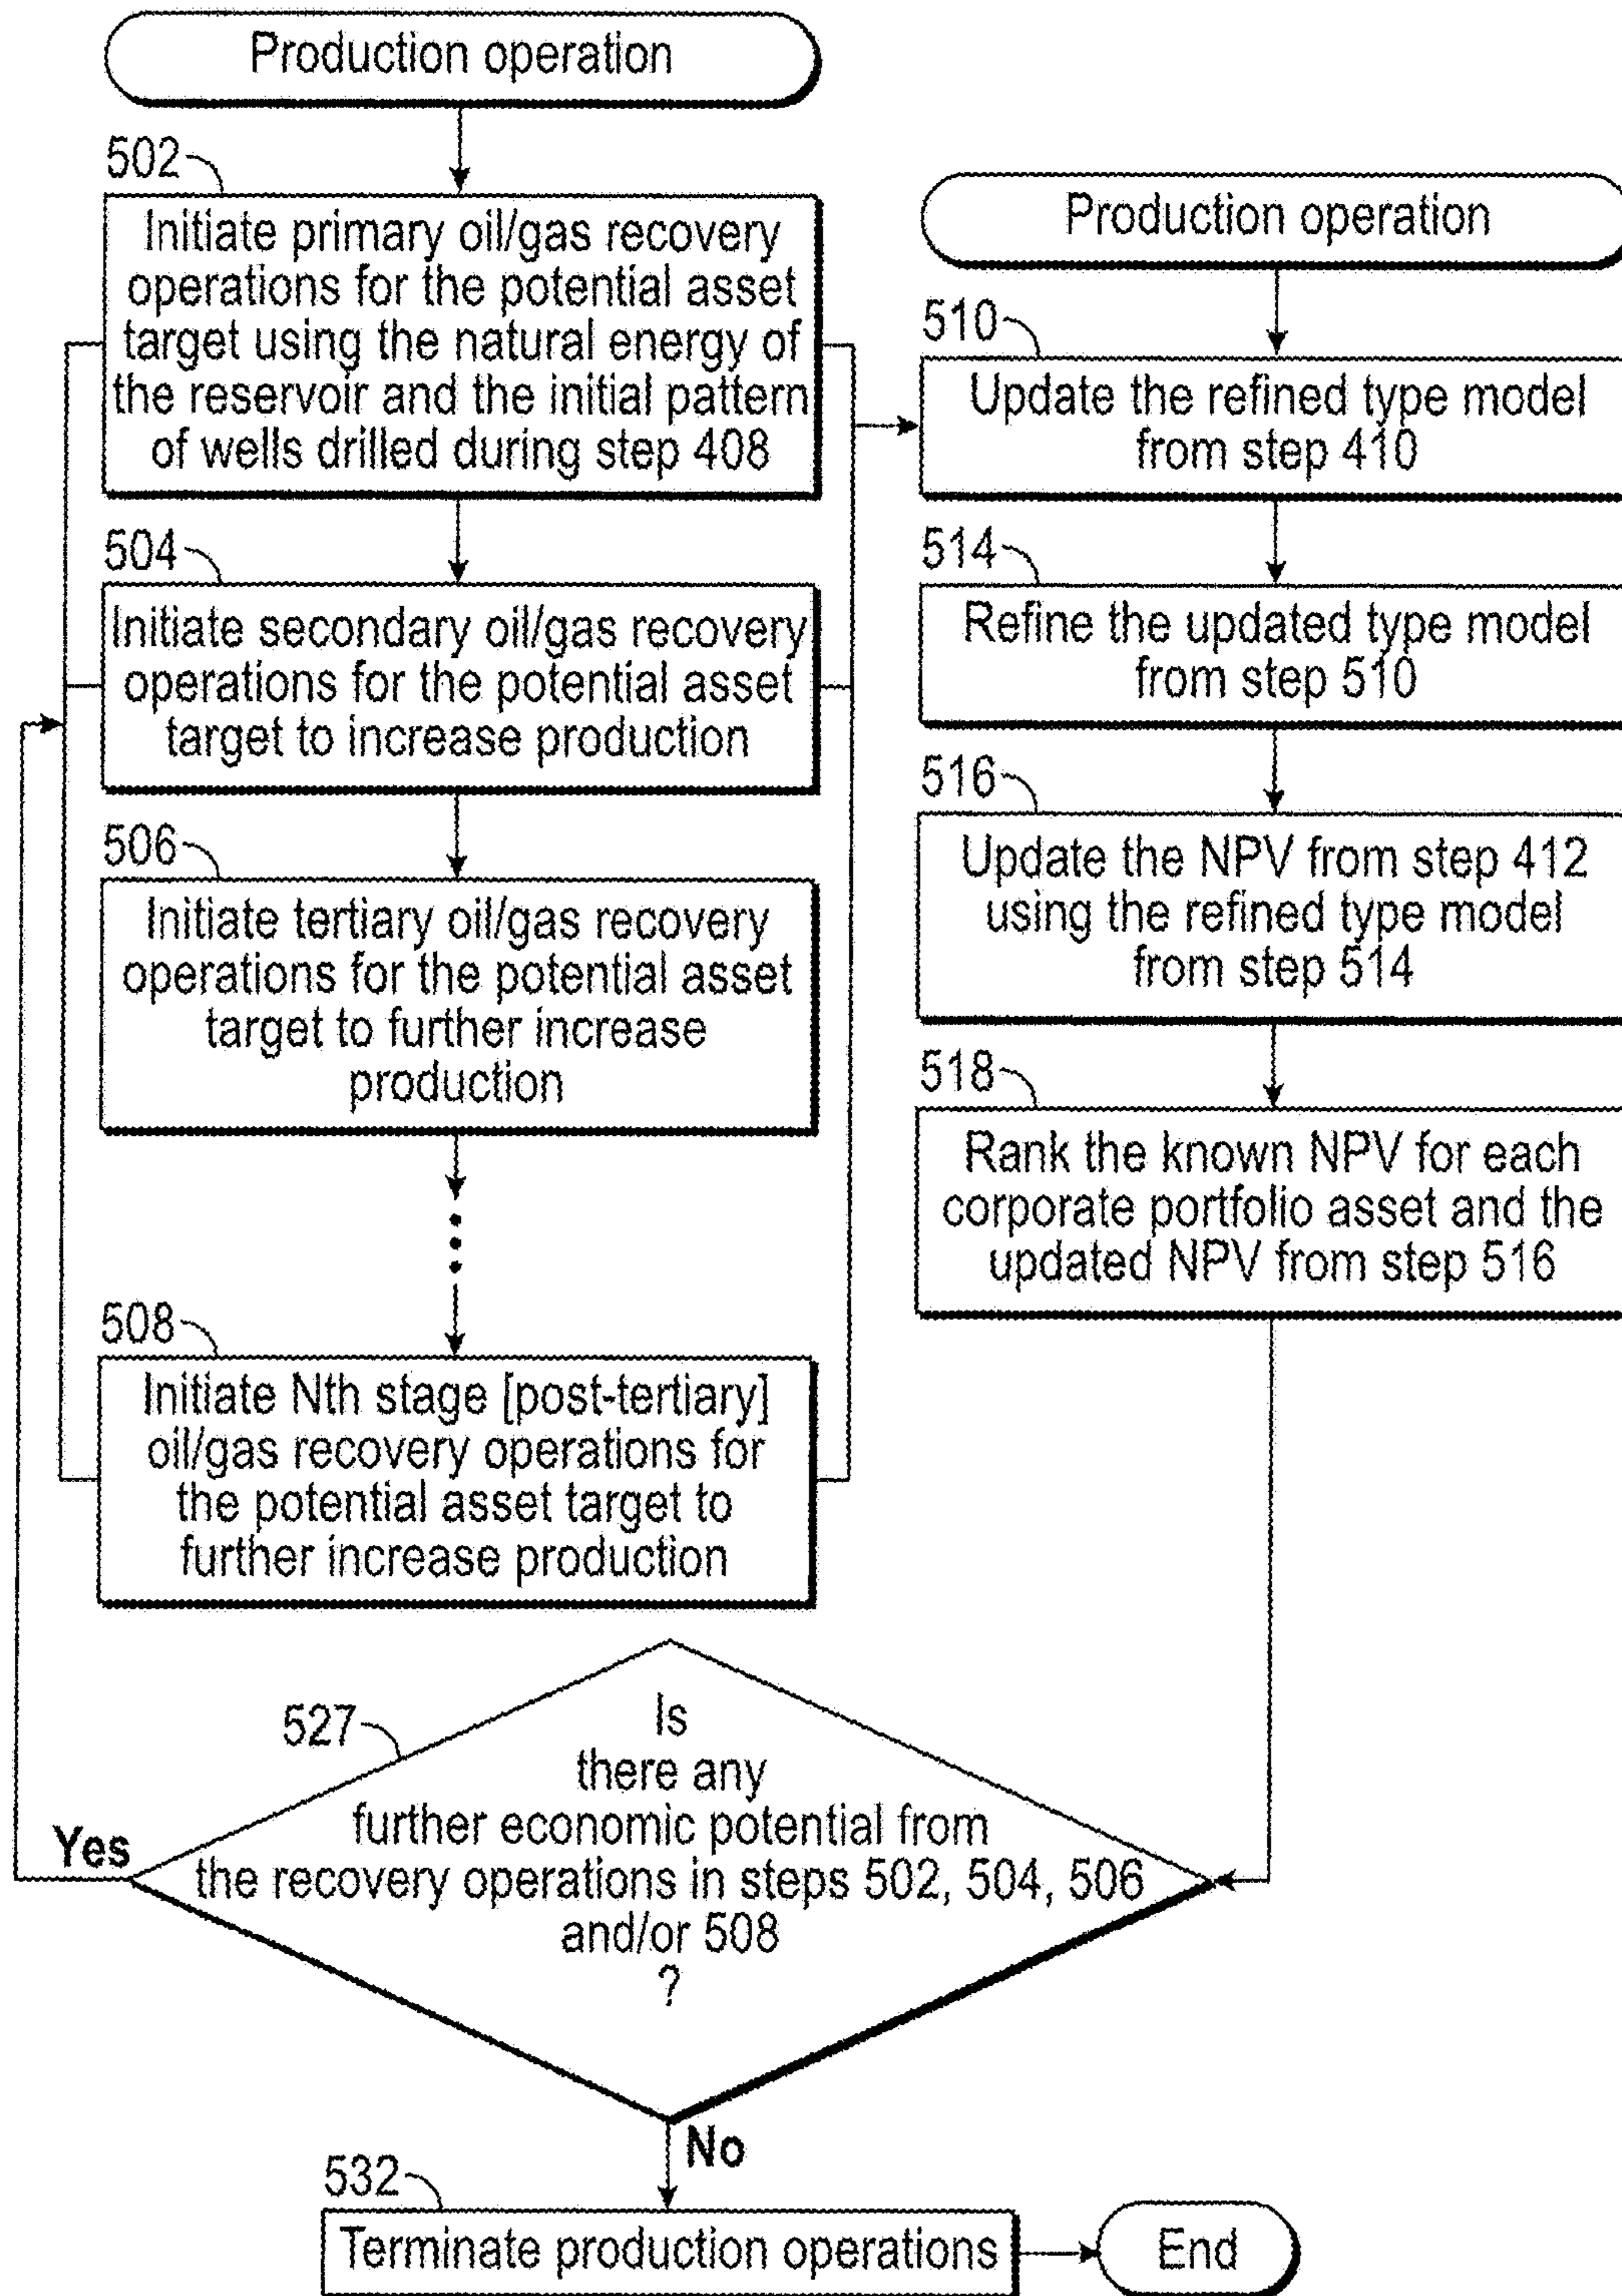 Production operation
502
Initiate primary oil/gas recovery
operations for the potential asset
target using the natural energy of
the reservoir and the initial pattern
of wells drilled during step 408
504
Initiate secondary oil/gas recovery
operations for the potential asset
target to increase production
506
Initiate tertiary oil/gas recovery
operations for the potential asset
target to further increase
production
508
Initiate Nth stage [post-tertiary]
oil/gas recovery operations for
the potential asset target to
further increase production
Production operation
510
Update the refined type model
from step 410
514
Refine the updated type model
from step 510
516
Update the NPV from step 412
using the refined type model
from step 514
518
Rank the known NPV for each
corporate portfolio asset and the
updated NPV from step 516
527
Is
there any
further economic potential from
the recovery operations in steps 502, 504, 506
and/or 508
?
Yes
No
532
Terminate production operations
End